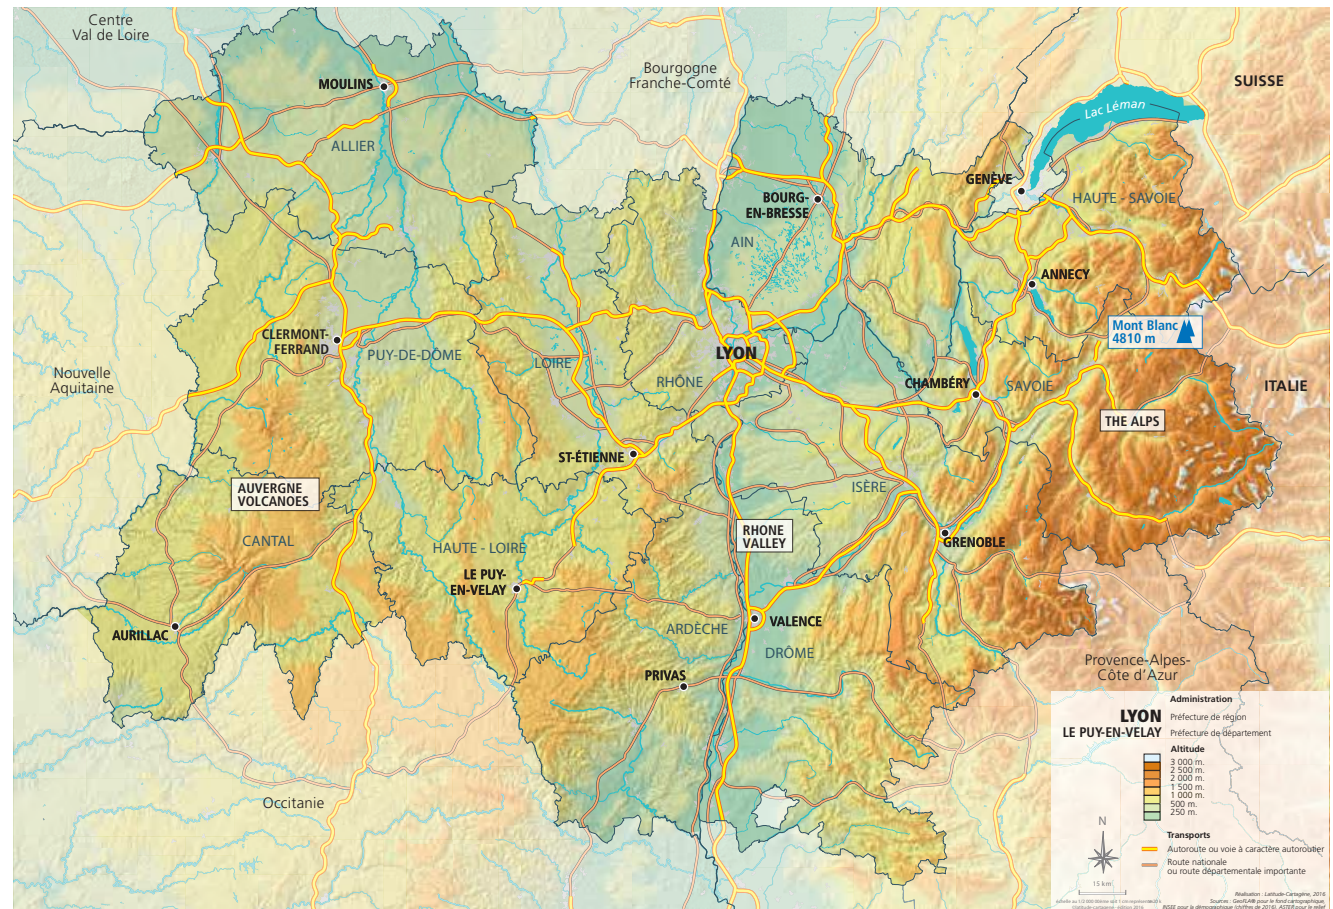 Centre
Val de Loire
Bourgogne
Franche-Comté
SUISSE
Lac Léman
MOULINS
ALLIER
GENÈVE
HAUTE - SAVOIE
BOURG-
EN-BRESSE
AIN
ANNECY
Mont Blanc
4810 m
CLERMONT-
FERRAND
PUY-DE-DÔME
LOIRE
LYON
RHÔNE
Nouvelle
Aquitaine
CHAMBÉRY
SAVOIE
ITALIE
THE ALPS
ST-ÉTIENNE
AUVERGNE
VOLCANOES
ISÈRE
RHONE
VALLEY
CANTAL
HAUTE - LOIRE
GRENOBLE
LE PUY-
EN-VELAY
AURILLAC
ARDÈCHE
VALENCE
DRÔME
PRIVAS
Provence-Alpes-
Côte d'Azur
Occitanie
Administration
LYON Préfecture de région
LE PUY-EN-VELAY Préfecture de département
Altitude
3 000 m.
2 500 m.
2 000 m.
1 500 m.
1 000 m.
500 m.
250 m.
N
Transports
Autoroute ou voie à caractère autoroutier
Route nationale
ou route départementale importante
15 km
Réalisation : Latitude-Cartagène, 2016